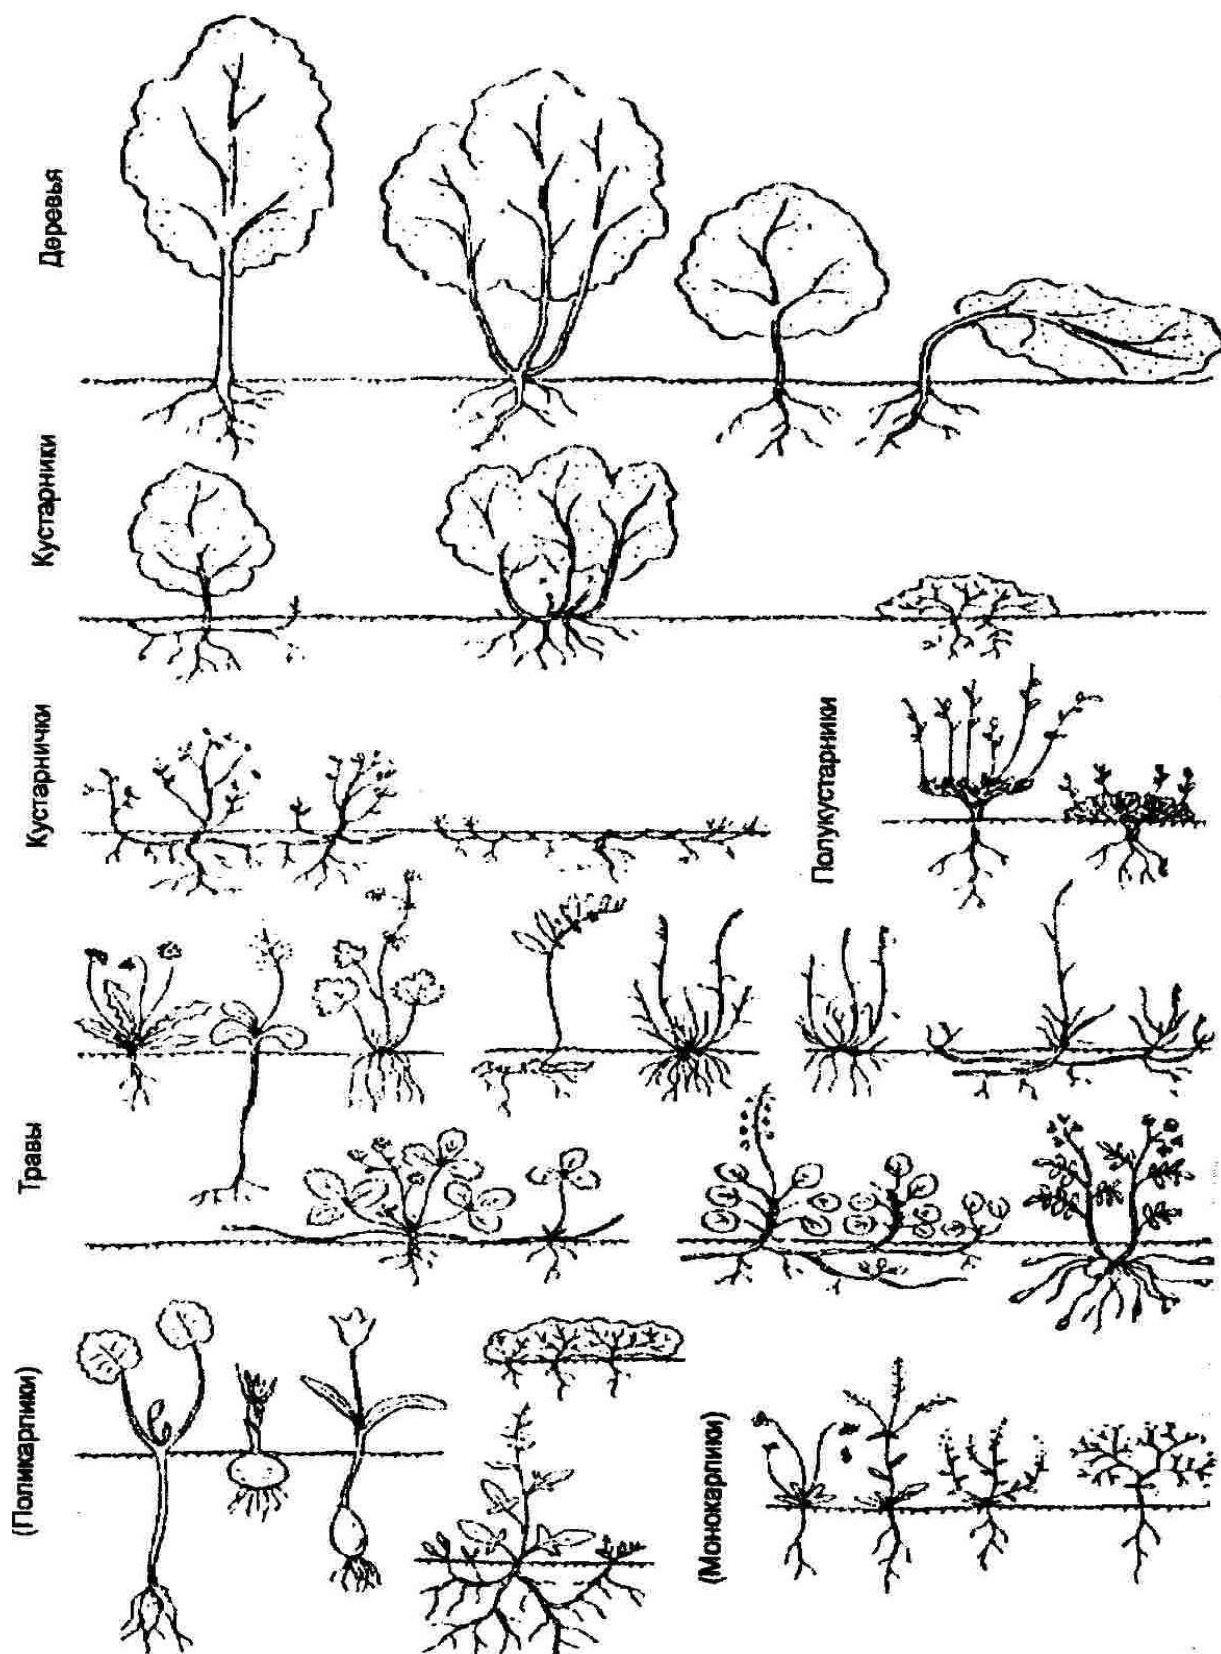 Деревья
Кустарники
Кустарнички
Полукустарники
Травы
(Поликарпики)
(Монокарпики)